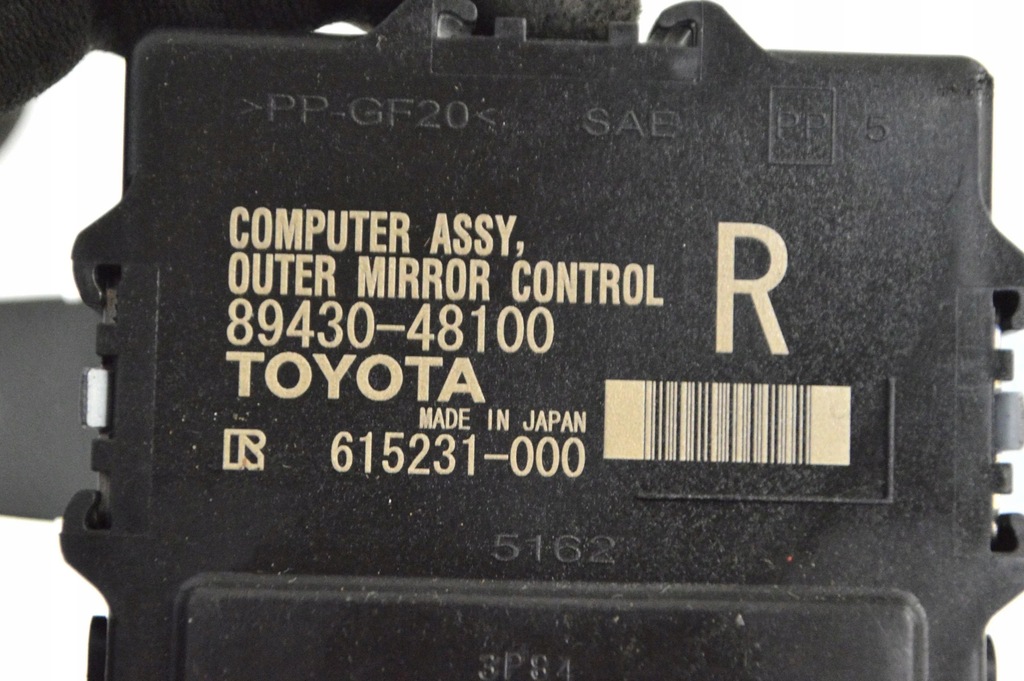 >PP-GF20< SAE PP 5
COMPUTER ASSY,
OUTER MIRROR CONTROL
R
89430-48100
TOYOTA
MADE IN JAPAN
615231-000
5162
3P84